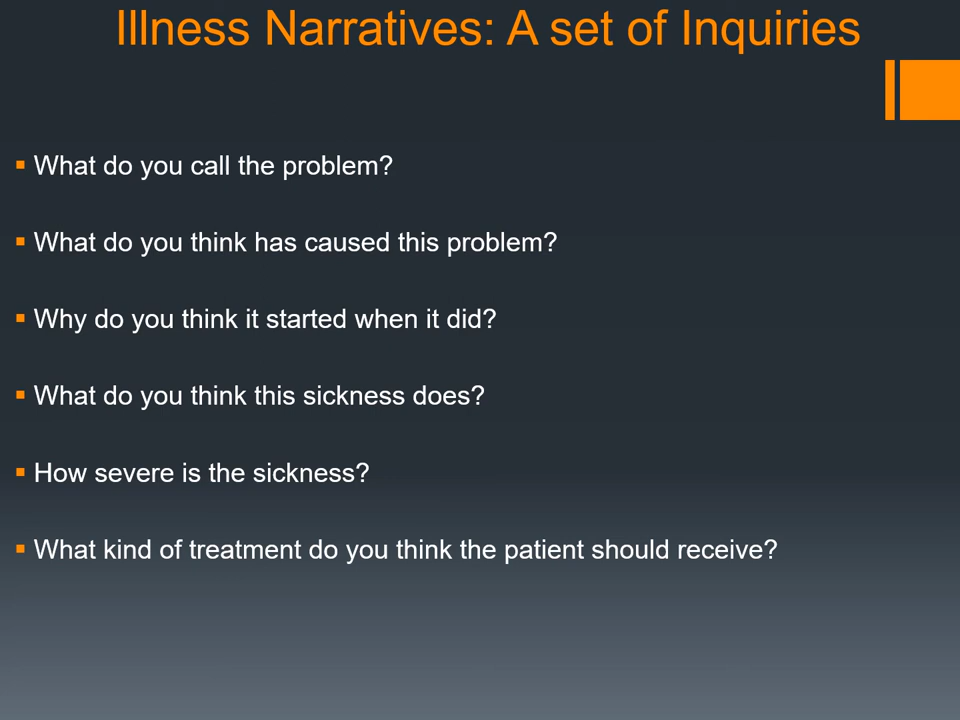 Illness Narratives: A set of Inquiries
What do you call the problem?
What do you think has caused this problem?
Why do you think it started when it did?
What do you think this sickness does?
How severe is the sickness?
What kind of treatment do you think the patient should receive?